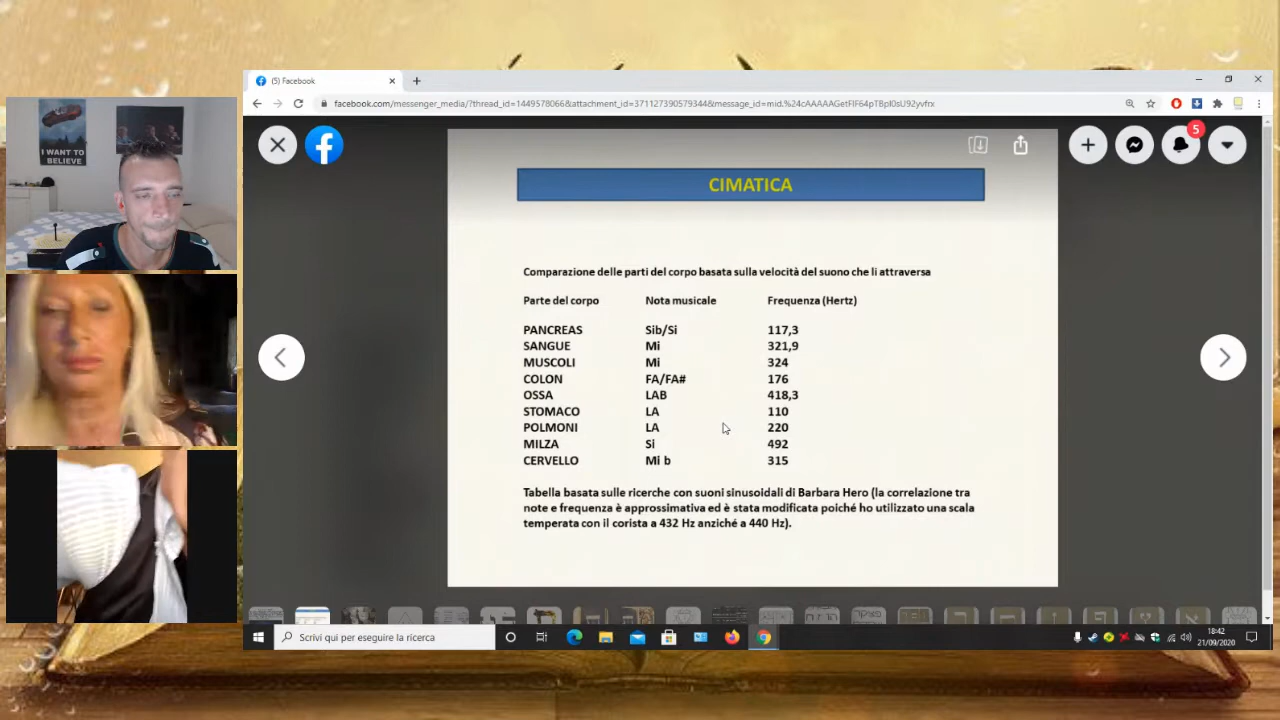 I WANT TO
BELIEVE
(5) Facebook
facebook.com/messenger_media/?thread_id=1449578066&attachment_id=371127390579344&message_id=mid.%24cAAAAAGetFlF64pTBpl0sU92yvfrx
5
CIMATICA
Comparazione delle parti del corpo basata sulla velocità del suono che li attraversa
Parte del corpo Nota musicale Frequenza (Hertz)
PANCREAS Sib/Si 117,3
SANGUE Mi 321,9
MUSCOLI Mi 324
COLON FA/FA# 176
OSSA LAB 418,3
STOMACO LA 110
POLMONI LA 220
MILZA Si 492
CERVELLO Mi b 315
Tabella basata sulle ricerche con suoni sinusoidali di Barbara Hero (la correlazione tra
note e frequenza è approssimativa ed è stata modificata poiché ho utilizzato una scala
temperata con il corista a 432 Hz anziché a 440 Hz).
Scrivi qui per eseguire la ricerca
18:42
21/09/2020